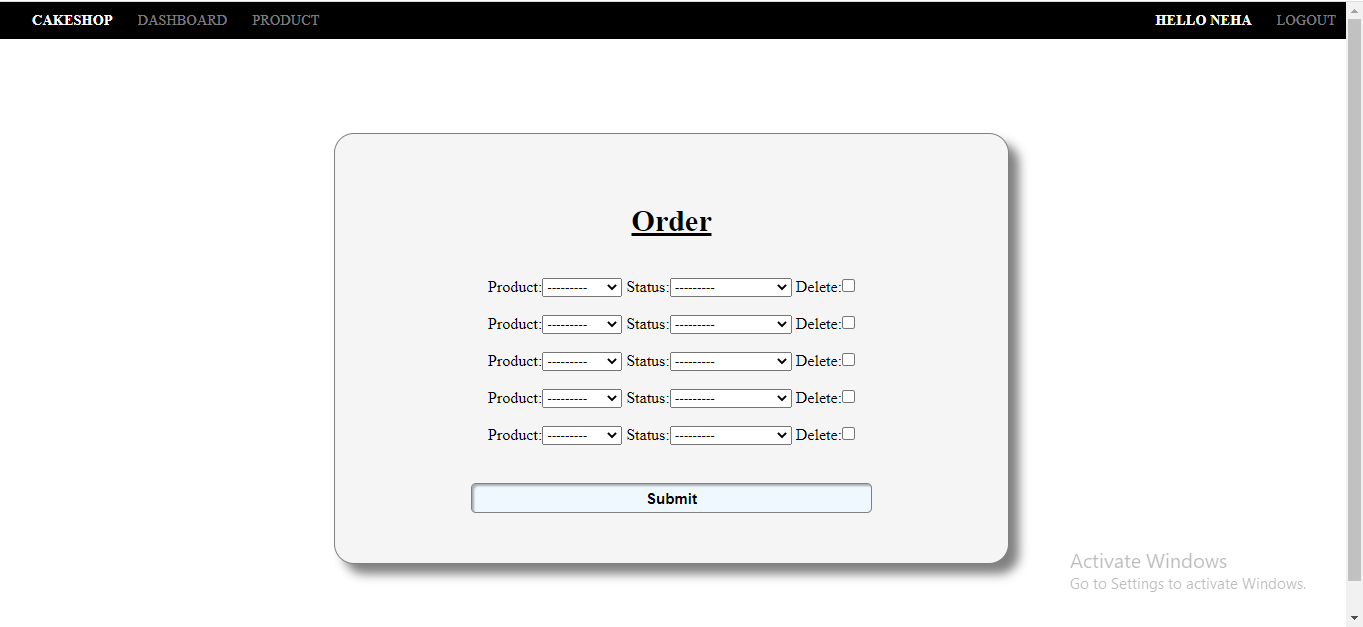 CAKESHOP DASHBOARD PRODUCT HELLO NEHA LOGOUT
Order
Product: --------- Status: --------- Delete:
Product: --------- Status: --------- Delete:
Product: --------- Status: --------- Delete:
Product: --------- Status: --------- Delete:
Product: --------- Status: --------- Delete:
Submit
Activate Windows
Go to Settings to activate Windows.